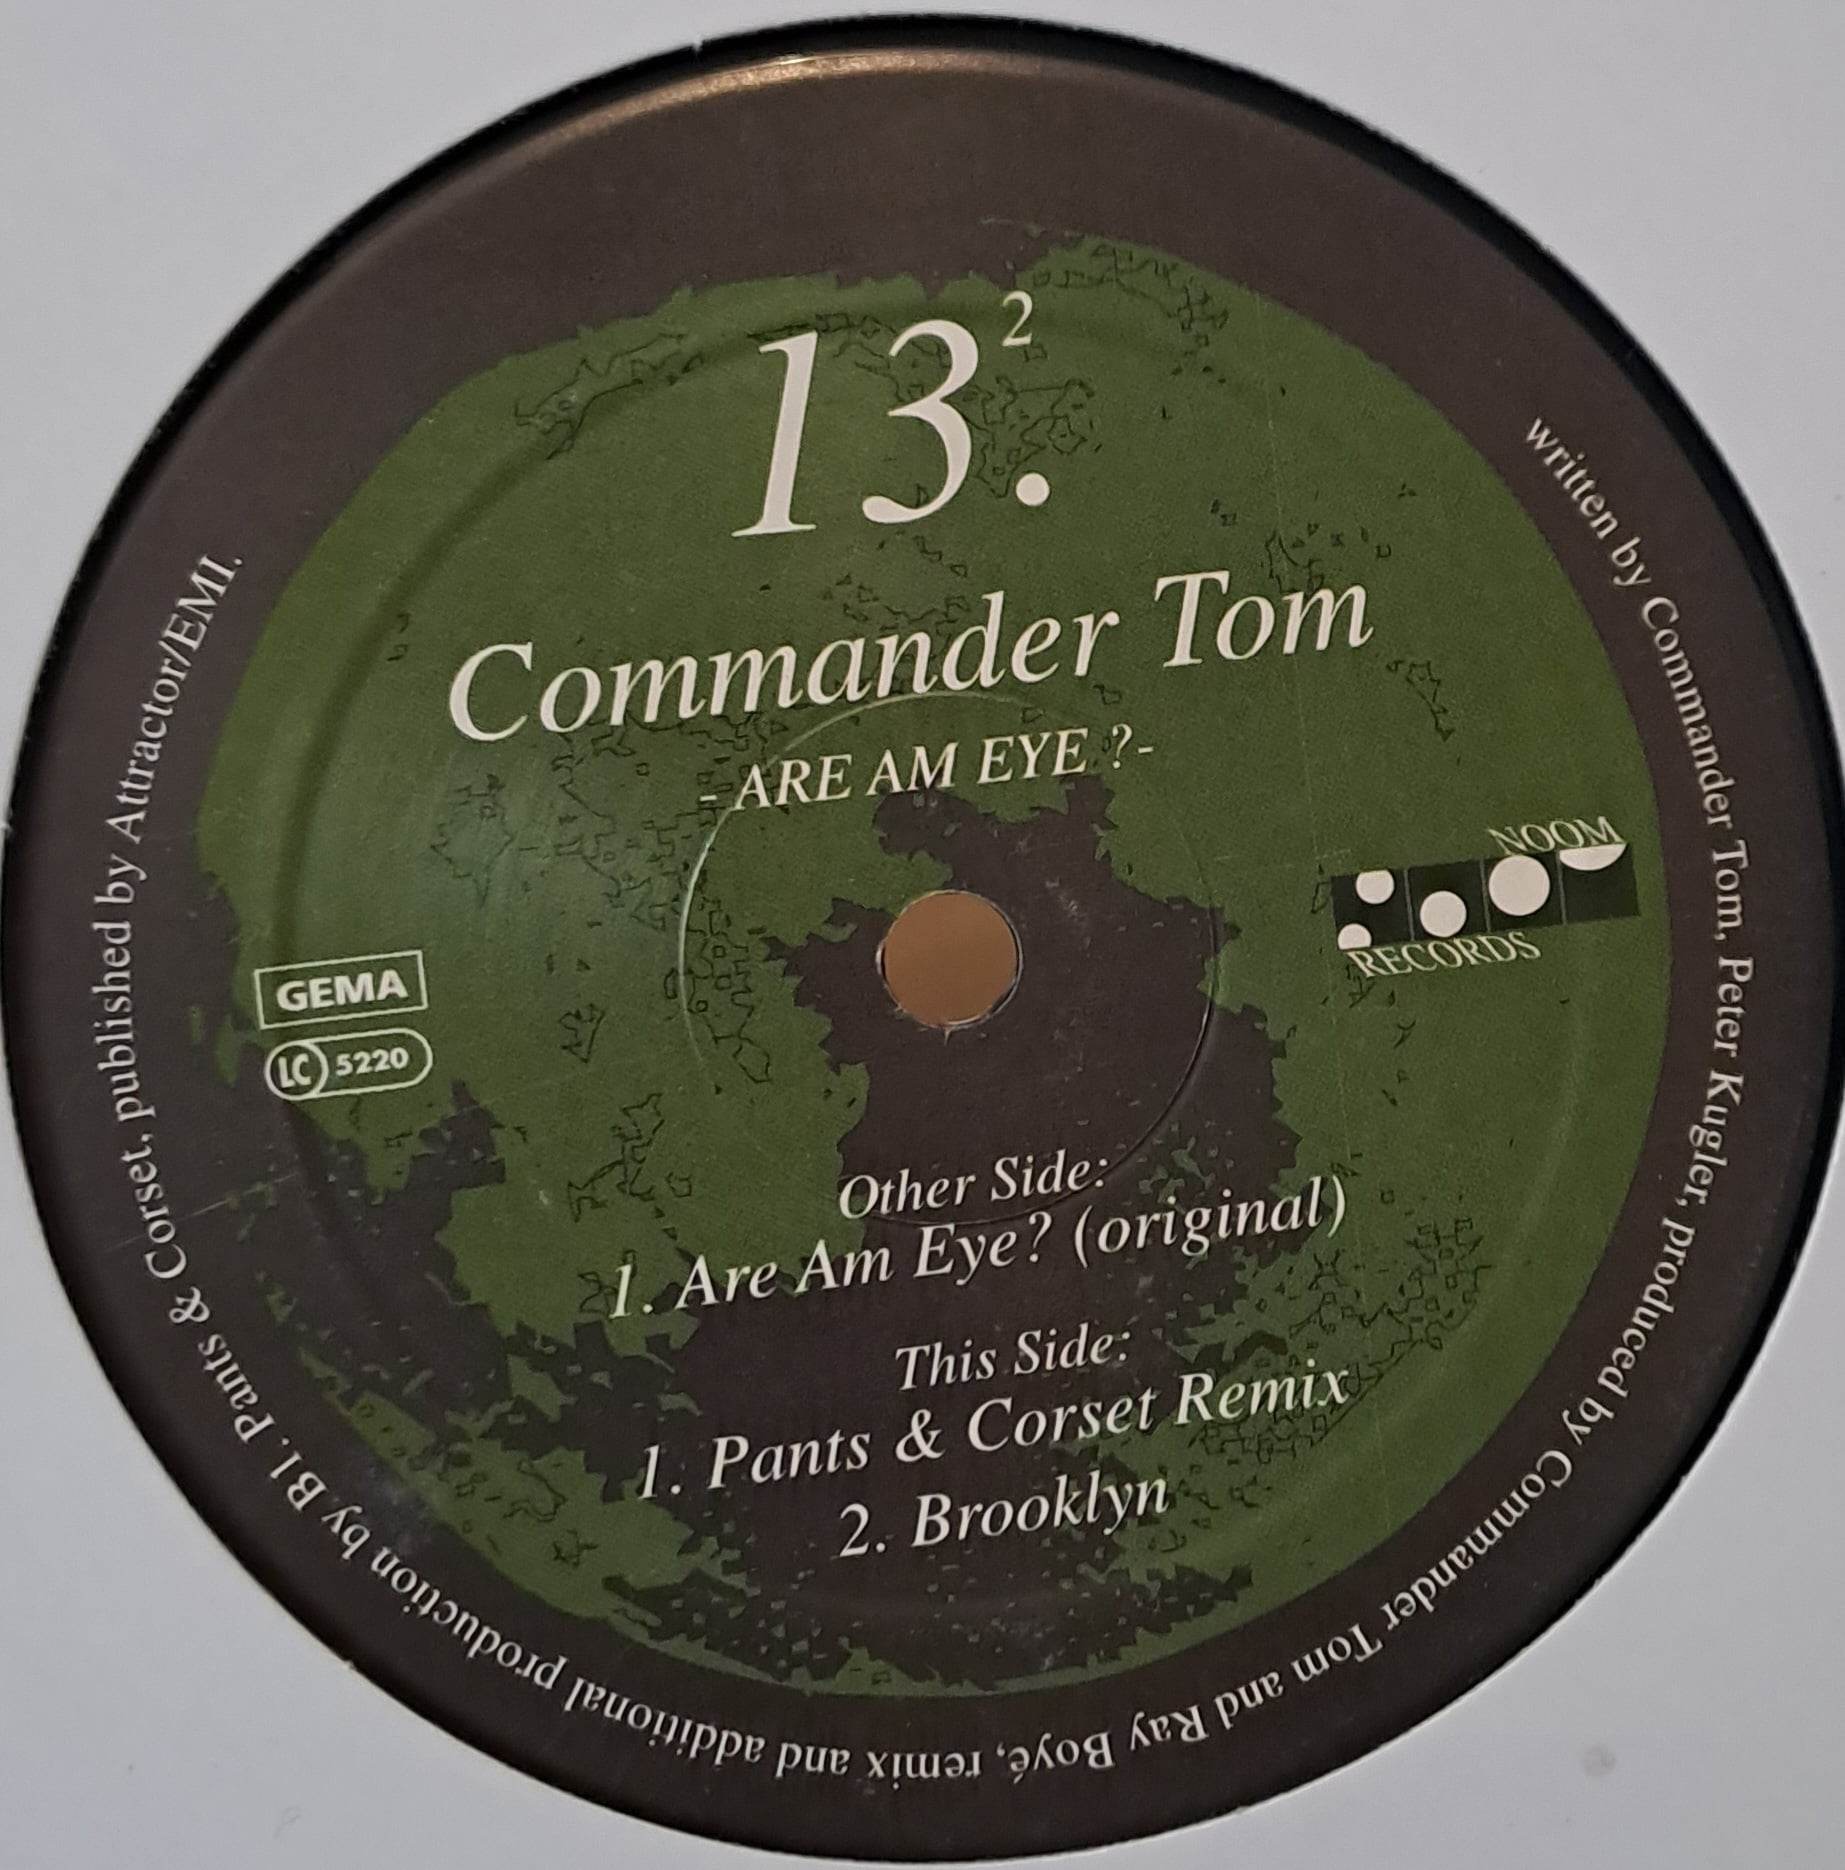 13.²
Commander Tom
- ARE AM EYE ?-
NOOM
RECORDS
GEMA
LC 5220
Other Side:
1. Are Am Eye? (original)
This Side:
1. Pants & Corset Remix
2. Brooklyn
written by Commander Tom, Peter Kugler, produced by Commander Tom and Ray Boyé, remix and additional production by B1. Pants & Corset, published by Attractor/EMI.